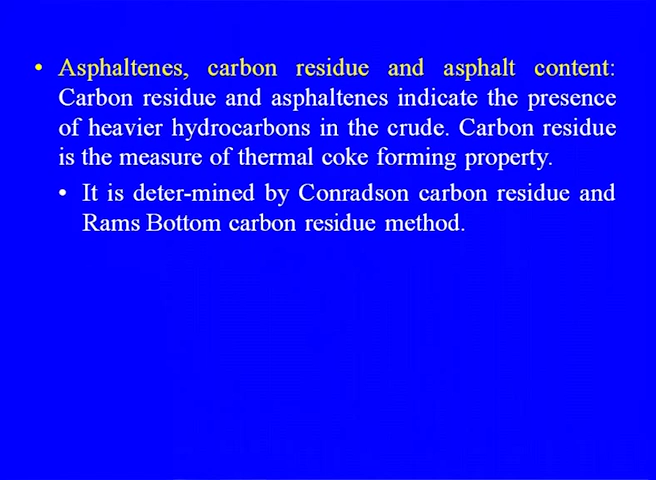 • Asphaltenes, carbon residue and asphalt content:
Carbon residue and asphaltenes indicate the presence
of heavier hydrocarbons in the crude. Carbon residue
is the measure of thermal coke forming property.
• It is deter-mined by Conradson carbon residue and
Rams Bottom carbon residue method.